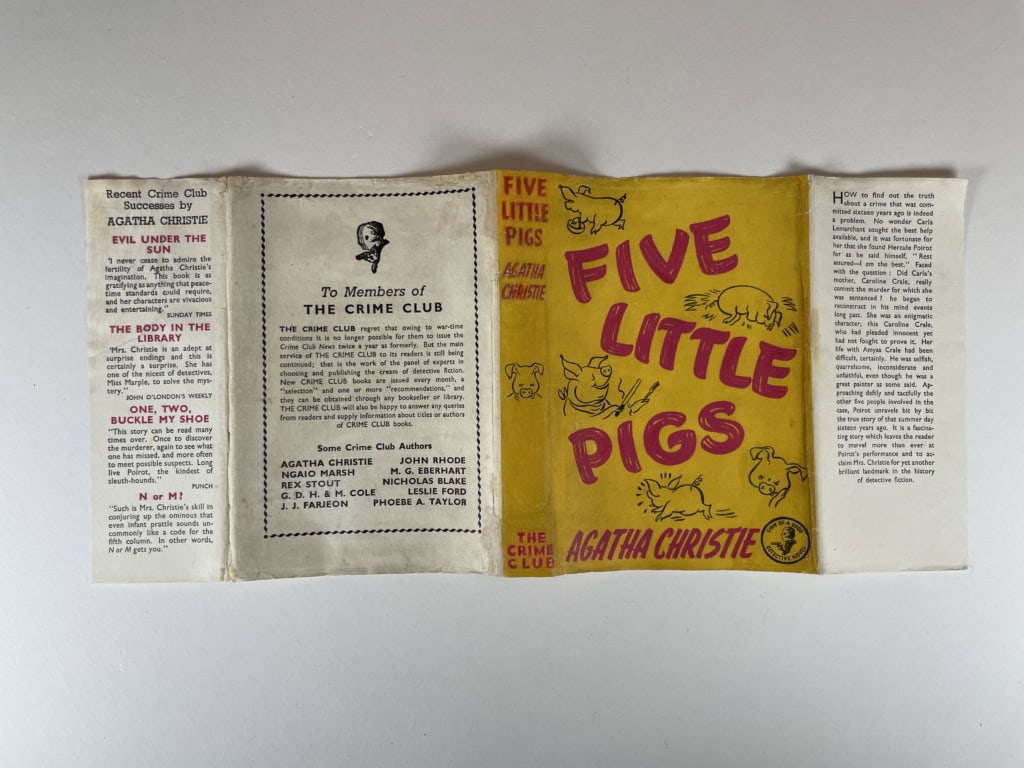 Recent Crime Club
Successes by
AGATHA CHRISTIE
EVIL UNDER THE
SUN
"I never cease to admire the
fertility of Agatha Christie's
imagination. This book is as
gratifying as anything that peace-
time standards could require,
and her characters are vivacious
and entertaining."
SUNDAY TIMES
THE BODY IN THE
LIBRARY
"Mrs. Christie is an adept at
surprise endings and this is
certainly a surprise. She has
one of the nicest of detectives,
Miss Marple, to solve the mys-
tery."
JOHN O'LONDON'S WEEKLY
ONE, TWO,
BUCKLE MY SHOE
"This story can be read many
times over. Once to discover
the murderer, again to see what
one has missed, and more often
to meet possible suspects. Long
live Poirot, the kindest of
sleuth-hounds."
PUNCH
N or M?
"Such is Mrs. Christie's skill in
conjuring up the ominous that
even infant prattle sounds un-
commonly like a code for the
fifth column. In other words,
N or M gets you."
To Members of
THE CRIME CLUB
THE CRIME CLUB regret that owing to war-time
conditions it is no longer possible for them to issue the
Crime Club News twice a year as formerly. But the main
service of THE CRIME CLUB to its readers is still being
continued; that is the work of the panel of experts in
choosing and publishing the cream of detective fiction.
New CRIME CLUB books are issued every month, a
"selection" and one or more "recommendations," and
they can be obtained through any bookseller or library.
THE CRIME CLUB will also be happy to answer any queries
from readers and supply information about titles or authors
of CRIME CLUB books.
Some Crime Club Authors
AGATHA CHRISTIE JOHN RHODE
NGAIO MARSH M. G. EBERHART
REX STOUT NICHOLAS BLAKE
G. D. H. & M. COLE LESLIE FORD
J. J. FARJEON PHOEBE A. TAYLOR
FIVE
LITTLE
PIGS
AGATHA
CHRISTIE
THE
CRIME
CLUB
FIVE
LITTLE
PIGS
AGATHA CHRISTIE
SIGN OF A GOOD
DETECTIVE NOVEL
HOW to find out the truth
about a crime that was com-
mitted sixteen years ago is indeed
a problem. No wonder Carla
Lemarchant sought the best help
available, and it was fortunate for
her that she found Hercule Poirot
for as he said himself, "Rest
assured—I am the best." Faced
with the question: Did Carla's
mother, Caroline Crale, really
commit the murder for which she
was sentenced? he began to
reconstruct in his mind events
long past. She was an enigmatic
character, this Caroline Crale,
who had pleaded innocent yet
had not fought to prove it. Her
life with Amyas Crale had been
difficult, certainly. He was selfish,
quarrelsome, inconsiderate and
unfaithful, even though he was a
great painter as some said. Ap-
proaching deftly and tactfully the
other five people involved in the
case, Poirot unravels bit by bit
the true story of that summer day
sixteen years ago. It is a fascina-
ting story which leaves the reader
to marvel more than ever at
Poirot's performance and to ac-
claim Mrs. Christie for yet another
brilliant landmark in the history
of detective fiction.